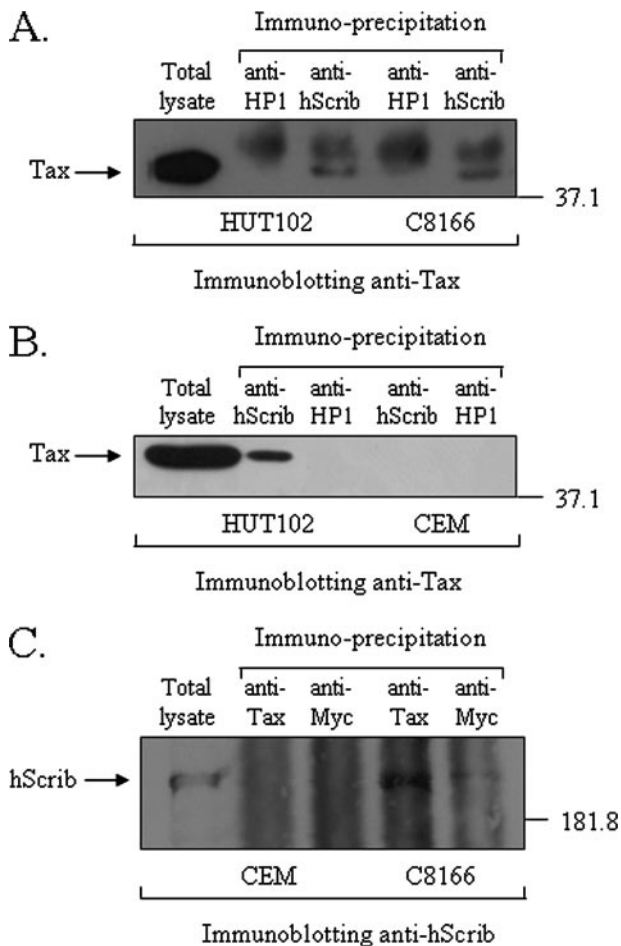 A.
Immuno-precipitation
Total anti- anti- anti- anti-
lysate HP1 hScrib HP1 hScrib
Tax
37.1
HUT102 C8166
Immunoblotting anti-Tax
B.
Immuno-precipitation
Total anti- anti- anti- anti-
lysate hScrib HP1 hScrib HP1
Tax
37.1
HUT102 CEM
Immunoblotting anti-Tax
C.
Immuno-precipitation
Total anti- anti- anti- anti-
lysate Tax Myc Tax Myc
hScrib
181.8
CEM C8166
Immunoblotting anti-hScrib